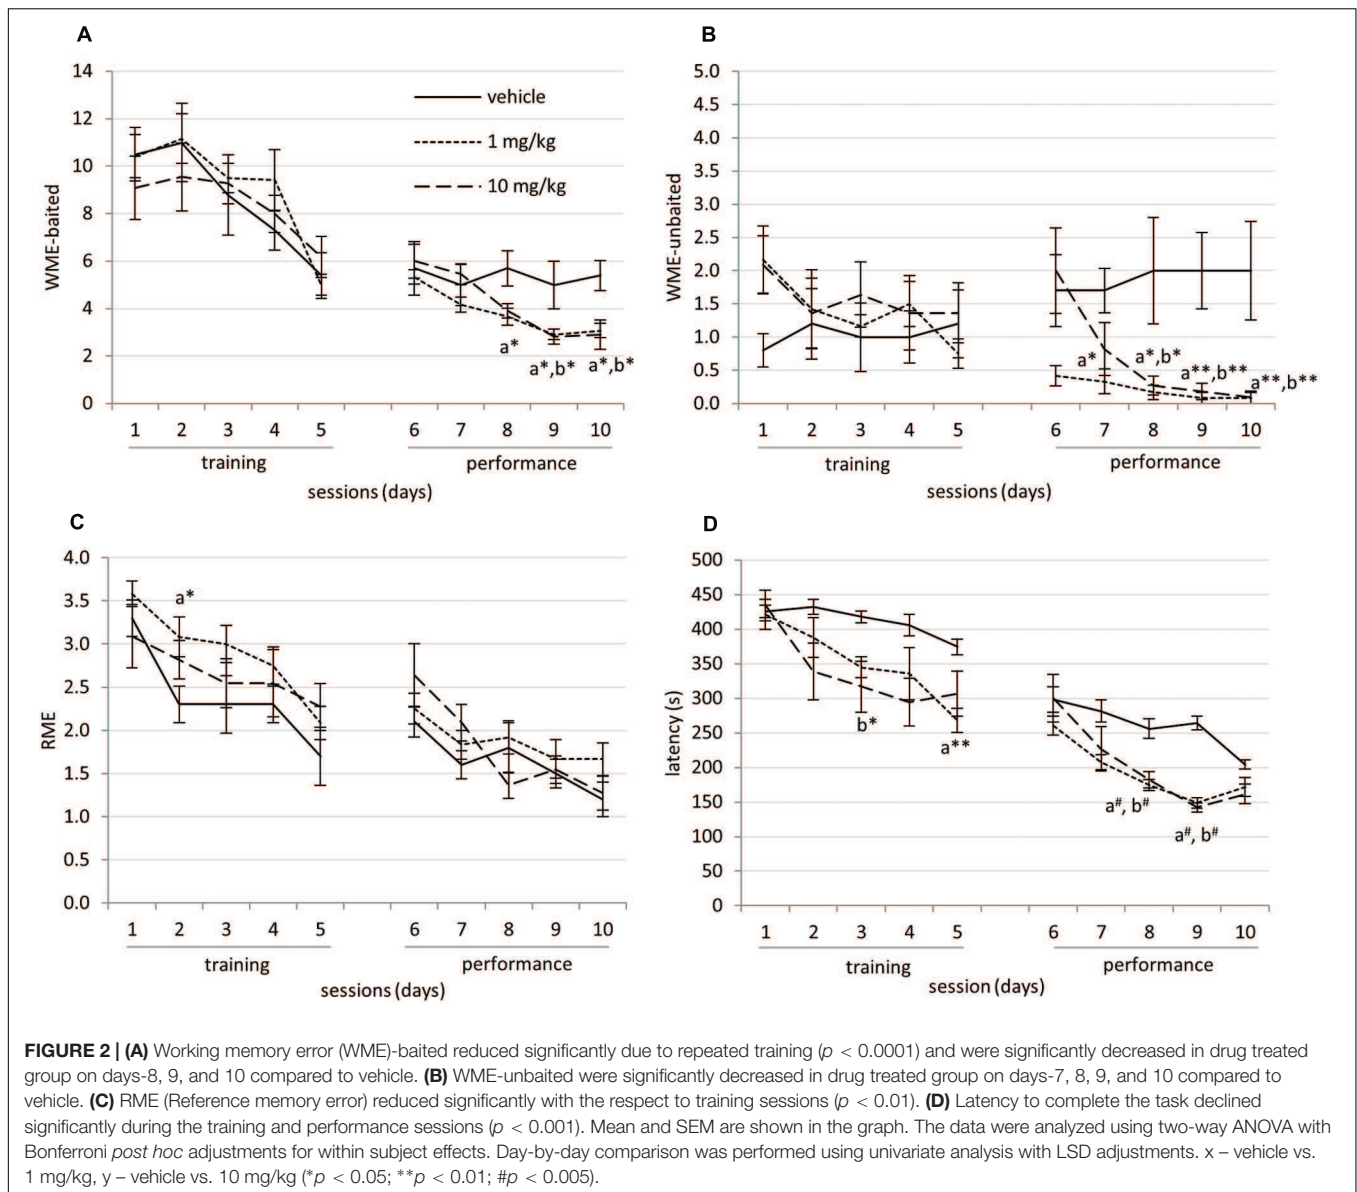 A
14
12
10
8
6
4
2
0
WME-baited
vehicle
1 mg/kg
10 mg/kg
a*
a*,b*
a*,b*
1 2 3 4 5 6 7 8 9 10
training performance
sessions (days)
B
5.0
4.5
4.0
3.5
3.0
2.5
2.0
1.5
1.0
0.5
0.0
WME-unbaited
a*
a*,b*
a**,b**
a**,b**
1 2 3 4 5 6 7 8 9 10
training performance
sessions (days)
C
4.0
3.5
3.0
2.5
2.0
1.5
1.0
0.5
0.0
RME
a*
1 2 3 4 5 6 7 8 9 10
training performance
sessions (days)
D
500
450
400
350
300
250
200
150
100
50
0
latency (s)
b*
a**
a#, b#
a#, b#
1 2 3 4 5 6 7 8 9 10
training performance
session (days)
FIGURE 2 | (A) Working memory error (WME)-baited reduced significantly due to repeated training (p < 0.0001) and were significantly decreased in drug treated
group on days-8, 9, and 10 compared to vehicle. (B) WME-unbaited were significantly decreased in drug treated group on days-7, 8, 9, and 10 compared to
vehicle. (C) RME (Reference memory error) reduced significantly with the respect to training sessions (p < 0.01). (D) Latency to complete the task declined
significantly during the training and performance sessions (p < 0.001). Mean and SEM are shown in the graph. The data were analyzed using two-way ANOVA with
Bonferroni post hoc adjustments for within subject effects. Day-by-day comparison was performed using univariate analysis with LSD adjustments. x – vehicle vs.
1 mg/kg, y – vehicle vs. 10 mg/kg (*p < 0.05; **p < 0.01; #p < 0.005).